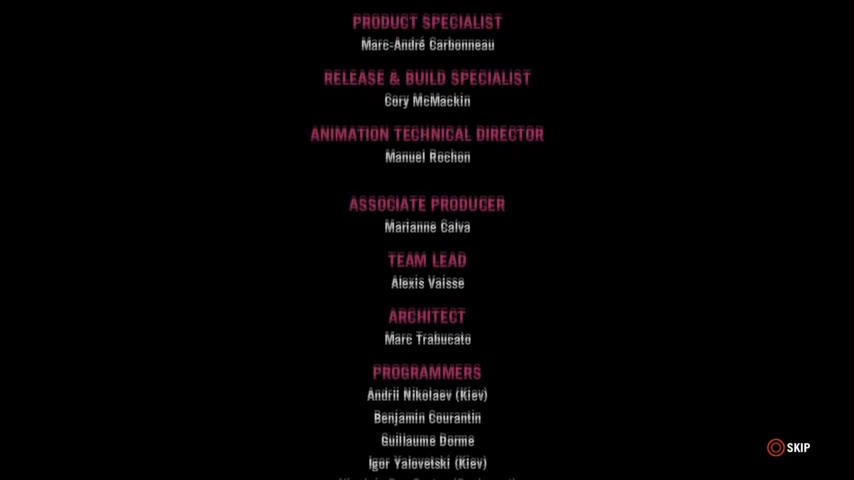 PRODUCT SPECIALIST
Marc-André Carbonneau
RELEASE & BUILD SPECIALIST
Cory McMackin
ANIMATION TECHNICAL DIRECTOR
Manuel Rochon
ASSOCIATE PRODUCER
Marianne Calva
TEAM LEAD
Alexis Vaisse
ARCHITECT
Marc Trabucato
PROGRAMMERS
Andrii Nikolaev (Kiev)
Benjamin Courantin
Guillaume Dorme
Igor Yalovetski (Kiev)
SKIP